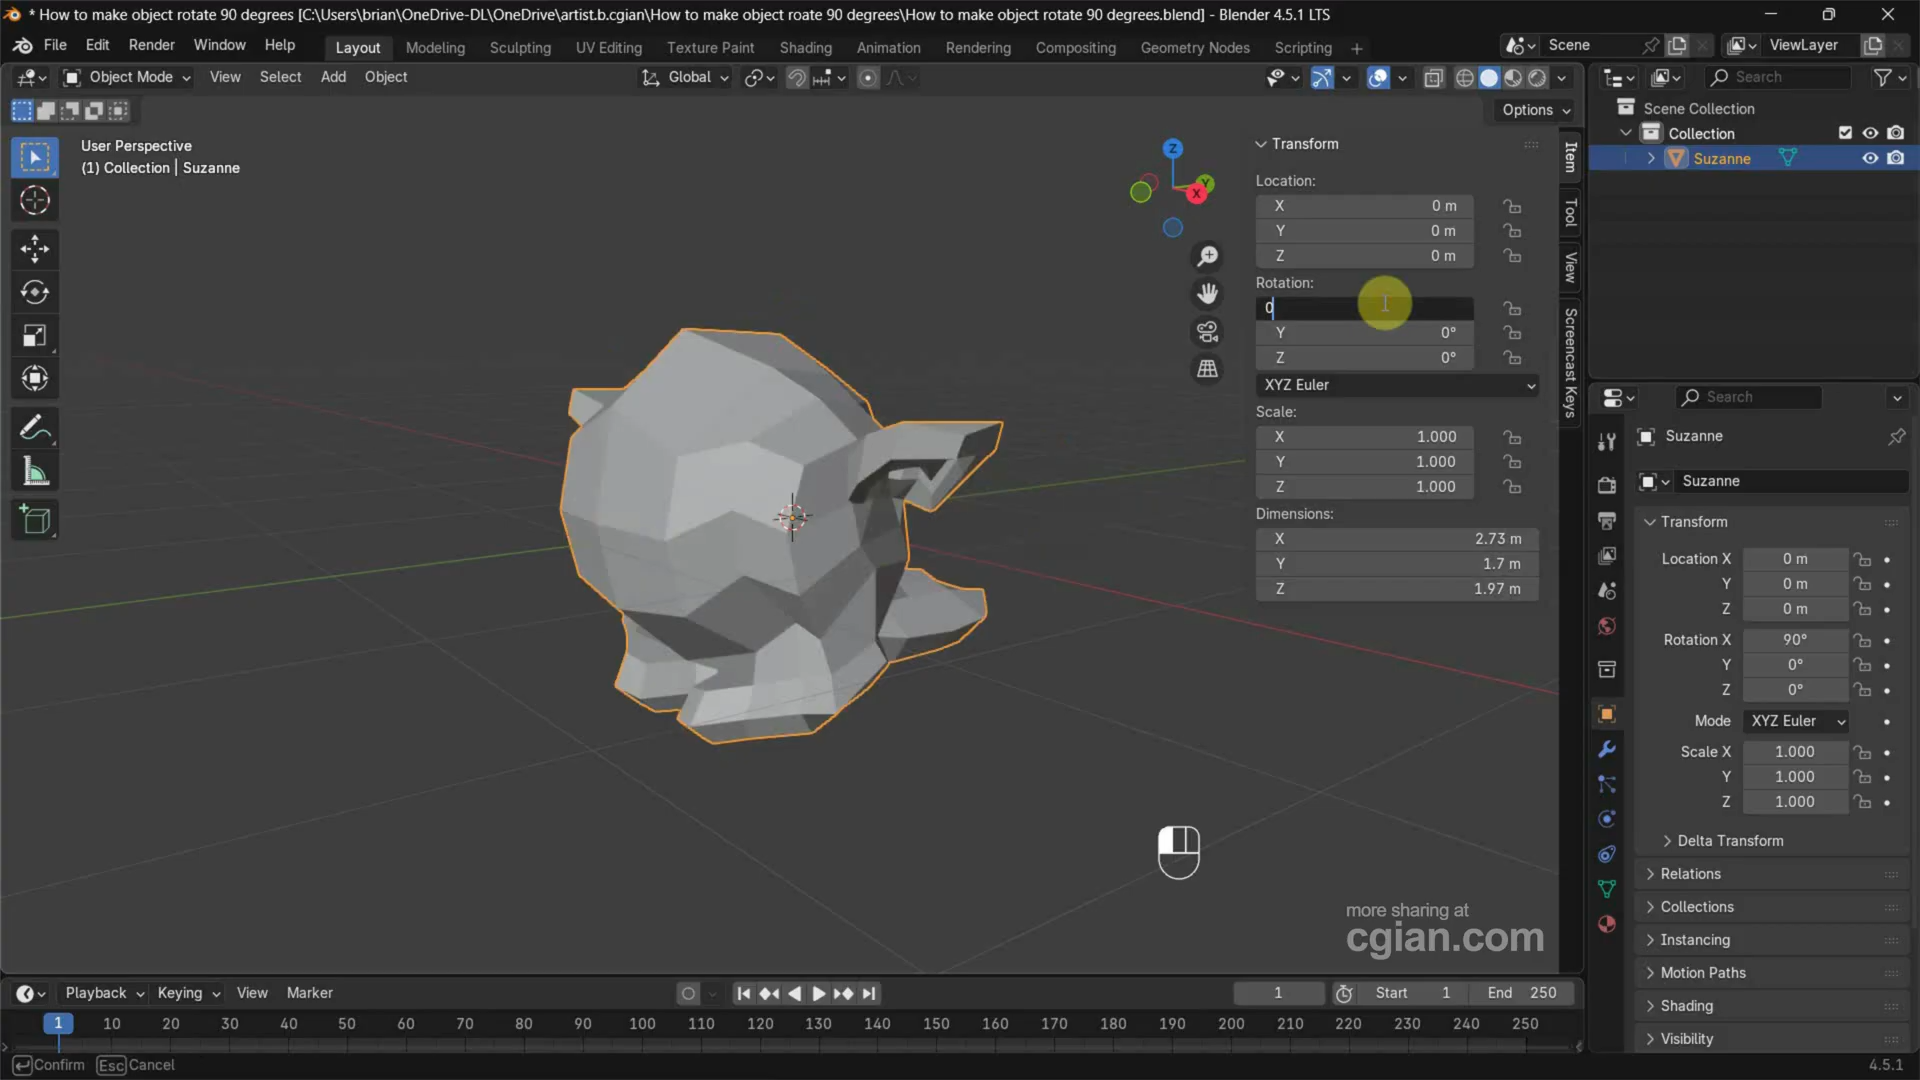 * How to make object rotate 90 degrees [C:\Users\brian\OneDrive-DL\OneDrive\artist.b.cgian\How to make object roate 90 degrees\How to make object rotate 90 degrees.blend] - Blender 4.5.1 LTS
File Edit Render Window Help
Layout Modeling Sculpting UV Editing Texture Paint Shading Animation Rendering Compositing Geometry Nodes Scripting +
Scene
ViewLayer
Object Mode View Select Add Object
Global
Options
Search
Scene Collection
Collection
Suzanne
User Perspective
(1) Collection | Suzanne
Z
Y
X
Transform
Location:
X 0 m
Y 0 m
Z 0 m
Rotation:
0
Y 0°
Z 0°
XYZ Euler
Scale:
X 1.000
Y 1.000
Z 1.000
Dimensions:
X 2.73 m
Y 1.7 m
Z 1.97 m
Item
Tool
View
Screencast Keys
Search
Suzanne
Suzanne
Transform
Location X 0 m
Y 0 m
Z 0 m
Rotation X 90°
Y 0°
Z 0°
Mode XYZ Euler
Scale X 1.000
Y 1.000
Z 1.000
Delta Transform
Relations
Collections
Instancing
Motion Paths
Shading
Visibility
more sharing at
cgian.com
Playback Keying View Marker
1
Start 1
End 250
1 10 20 30 40 50 60 70 80 90 100 110 120 130 140 150 160 170 180 190 200 210 220 230 240 250
Confirm Esc Cancel
4.5.1